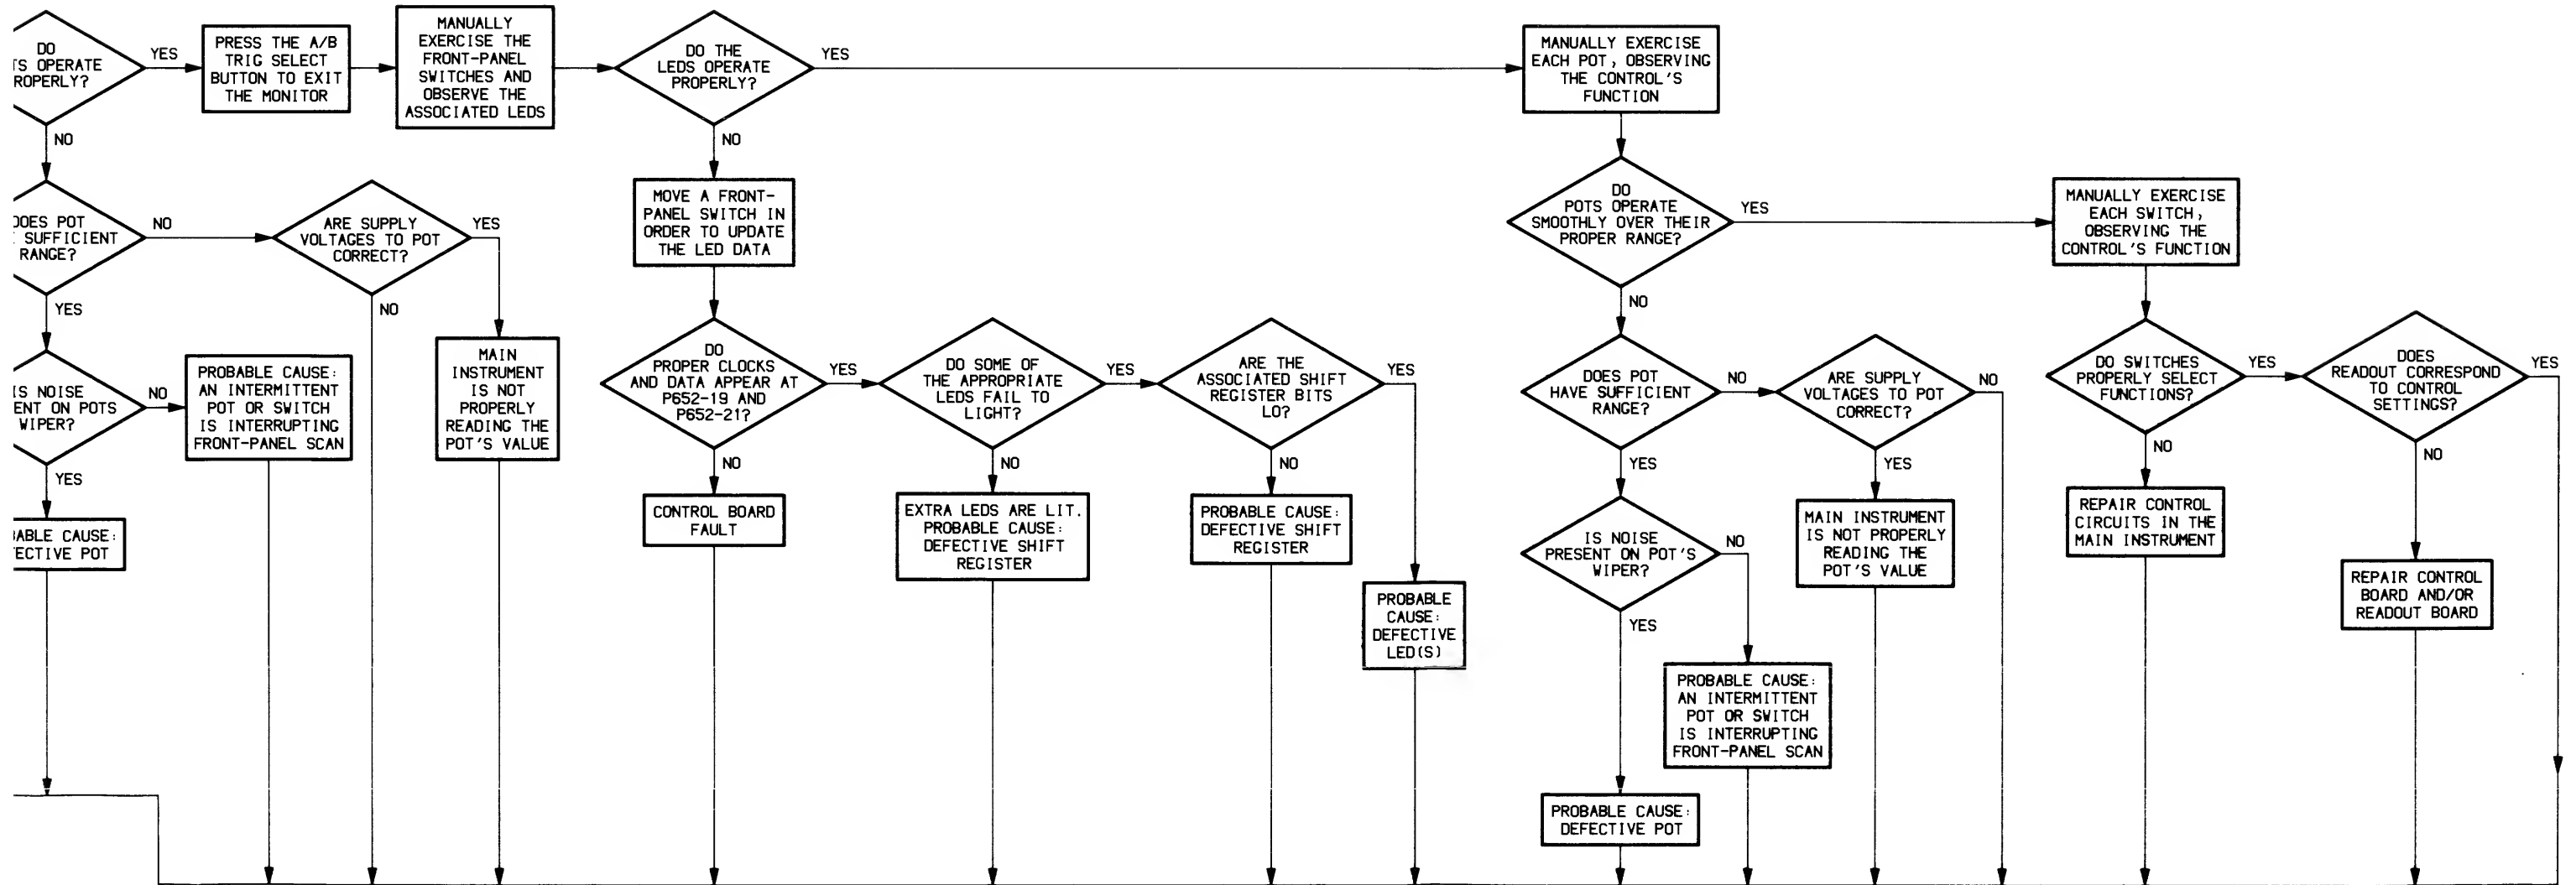 DO
OPERATE
YES
NO
PRESS THE A/B
TRIG SELECT
BUTTON TO EXIT
THE MONITOR
MANUALLY
EXERCISE THE
FRONT-PANEL
SWITCHES AND
OBSERVE THE
ASSOCIATED LEDS
DO THE
LEDS OPERATE
PROPERLY?
YES
NO
MANUALLY EXERCISE
EACH POT, OBSERVING
THE CONTROL'S
FUNCTION
POT
SUFFICIENT
RANGE?
NO
YES
ARE SUPPLY
VOLTAGES TO POT
CORRECT?
YES
NO
MOVE A FRONT-
PANEL SWITCH IN
ORDER TO UPDATE
THE LED DATA
DO
POTS OPERATE
SMOOTHLY OVER THEIR
PROPER RANGE?
YES
NO
MANUALLY EXERCISE
EACH SWITCH,
OBSERVING THE
CONTROL'S FUNCTION
IS NOISE
ON POTS
WIPER?
NO
YES
PROBABLE CAUSE:
AN INTERMITTENT
POT OR SWITCH
IS INTERRUPTING
FRONT-PANEL SCAN
MAIN
INSTRUMENT
IS NOT
PROPERLY
READING THE
POT'S VALUE
DO
PROPER CLOCKS
AND DATA APPEAR AT
P652-19 AND
P652-21?
YES
NO
DO SOME OF
THE APPROPRIATE
LEDS FAIL TO
LIGHT?
YES
NO
ARE THE
ASSOCIATED SHIFT
REGISTER BITS
LO?
YES
NO
DOES POT
HAVE SUFFICIENT
RANGE?
NO
YES
ARE SUPPLY
VOLTAGES TO POT
CORRECT?
NO
YES
DO SWITCHES
PROPERLY SELECT
FUNCTIONS?
YES
NO
DOES
READOUT CORRESPOND
TO CONTROL
SETTINGS?
YES
NO
CAUSE:
POT
CONTROL BOARD
FAULT
EXTRA LEDS ARE LIT.
PROBABLE CAUSE:
DEFECTIVE SHIFT
REGISTER
PROBABLE CAUSE:
DEFECTIVE SHIFT
REGISTER
PROBABLE
CAUSE:
DEFECTIVE
LED(S)
IS NOISE
PRESENT ON POT'S
WIPER?
NO
YES
MAIN INSTRUMENT
IS NOT PROPERLY
READING THE
POT'S VALUE
REPAIR CONTROL
CIRCUITS IN THE
MAIN INSTRUMENT
REPAIR CONTROL
BOARD AND/OR
READOUT BOARD
PROBABLE CAUSE:
AN INTERMITTENT
POT OR SWITCH
IS INTERRUPTING
FRONT-PANEL SCAN
PROBABLE CAUSE:
DEFECTIVE POT